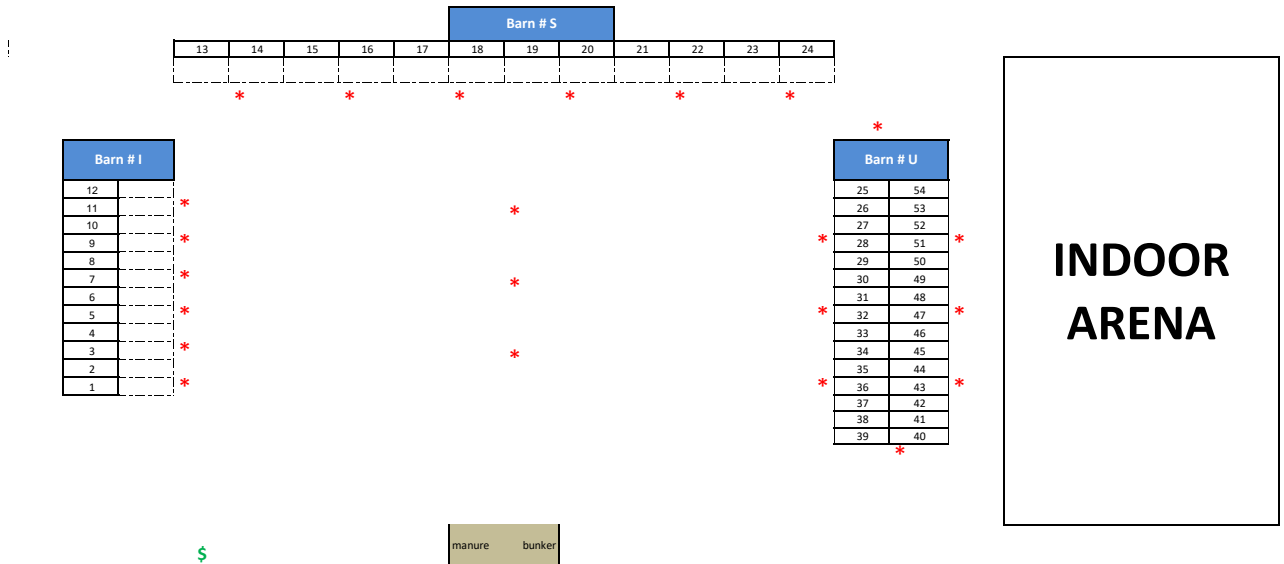 Barn # S
13 14 15 16 17 18 19 20 21 22 23 24
* * * * * *
*
Barn # I
Barn # U
12
25 54
11 *
*
26 53
10
27 52
9 *
* 28 51 *
8
29 50
7 *
*
30 49
6
31 48
5 *
* 32 47 *
4
33 46
3 *
*
34 45
2
35 44
1 *
* 36 43 *
37 42
38 41
39 40
*
INDOOR
ARENA
manure bunker
$